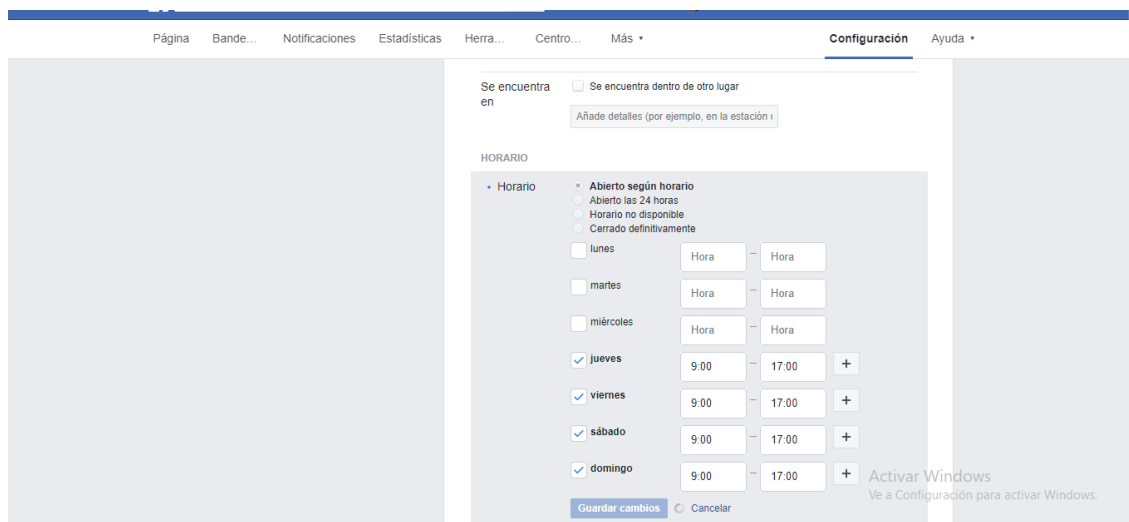 Página Bande... Notificaciones Estadísticas Herra... Centro... Más Configuración Ayuda
Se encuentra en
Se encuentra dentro de otro lugar
Añade detalles (por ejemplo, en la estación
HORARIO
Horario
Abierto según horario
Abierto las 24 horas
Horario no disponible
Cerrado definitivamente
lunes Hora – Hora
martes Hora – Hora
miércoles Hora – Hora
jueves 9:00 – 17:00 +
viernes 9:00 – 17:00 +
sábado 9:00 – 17:00 +
domingo 9:00 – 17:00 +
Activar Windows
Ve a Configuración para activar Windows.
Guardar cambios Cancelar